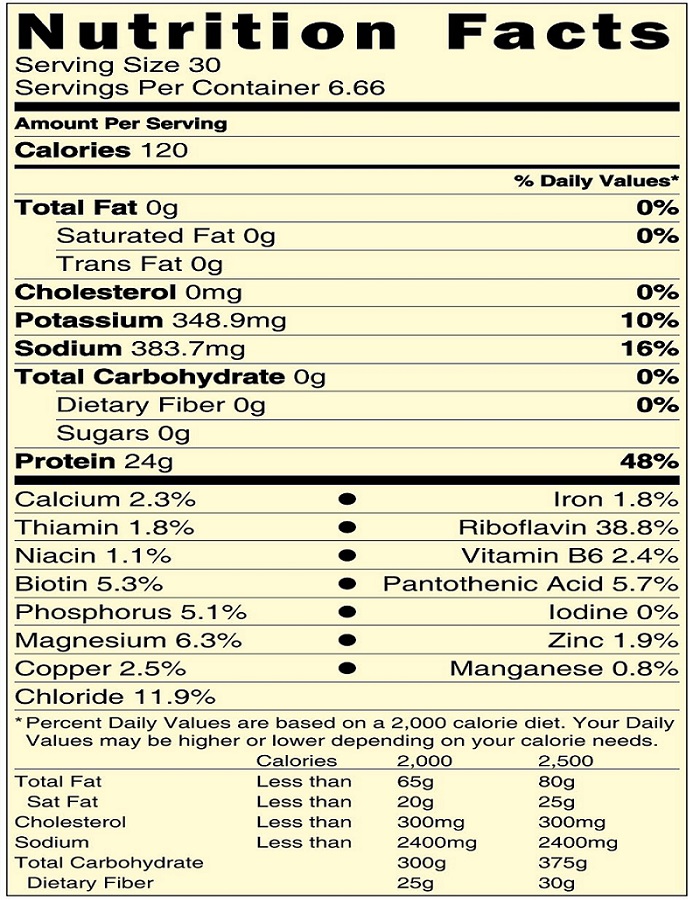 Nutrition Facts
Serving Size 30
Servings Per Container 6.66
Amount Per Serving
Calories 120
% Daily Values*
Total Fat 0g 0%
Saturated Fat 0g 0%
Trans Fat 0g
Cholesterol 0mg 0%
Potassium 348.9mg 10%
Sodium 383.7mg 16%
Total Carbohydrate 0g 0%
Dietary Fiber 0g 0%
Sugars 0g
Protein 24g 48%
Calcium 2.3% ● Iron 1.8%
Thiamin 1.8% ● Riboflavin 38.8%
Niacin 1.1% ● Vitamin B6 2.4%
Biotin 5.3% ● Pantothenic Acid 5.7%
Phosphorus 5.1% ● Iodine 0%
Magnesium 6.3% ● Zinc 1.9%
Copper 2.5% ● Manganese 0.8%
Chloride 11.9%
*Percent Daily Values are based on a 2,000 calorie diet. Your Daily
Values may be higher or lower depending on your calorie needs.
Calories 2,000 2,500
Total Fat Less than 65g 80g
Sat Fat Less than 20g 25g
Cholesterol Less than 300mg 300mg
Sodium Less than 2400mg 2400mg
Total Carbohydrate 300g 375g
Dietary Fiber 25g 30g